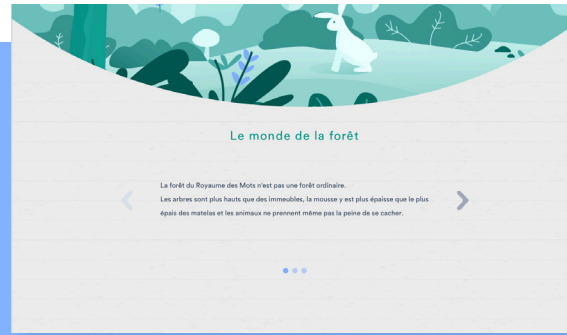 Le monde de la forêt
La forêt du Royaume des Mots n'est pas une forêt ordinaire.
Les arbres sont plus hauts que des immeubles, la mousse y est plus épaisse que le plus
épais des matelas et les animaux ne prennent même pas la peine de se cacher.